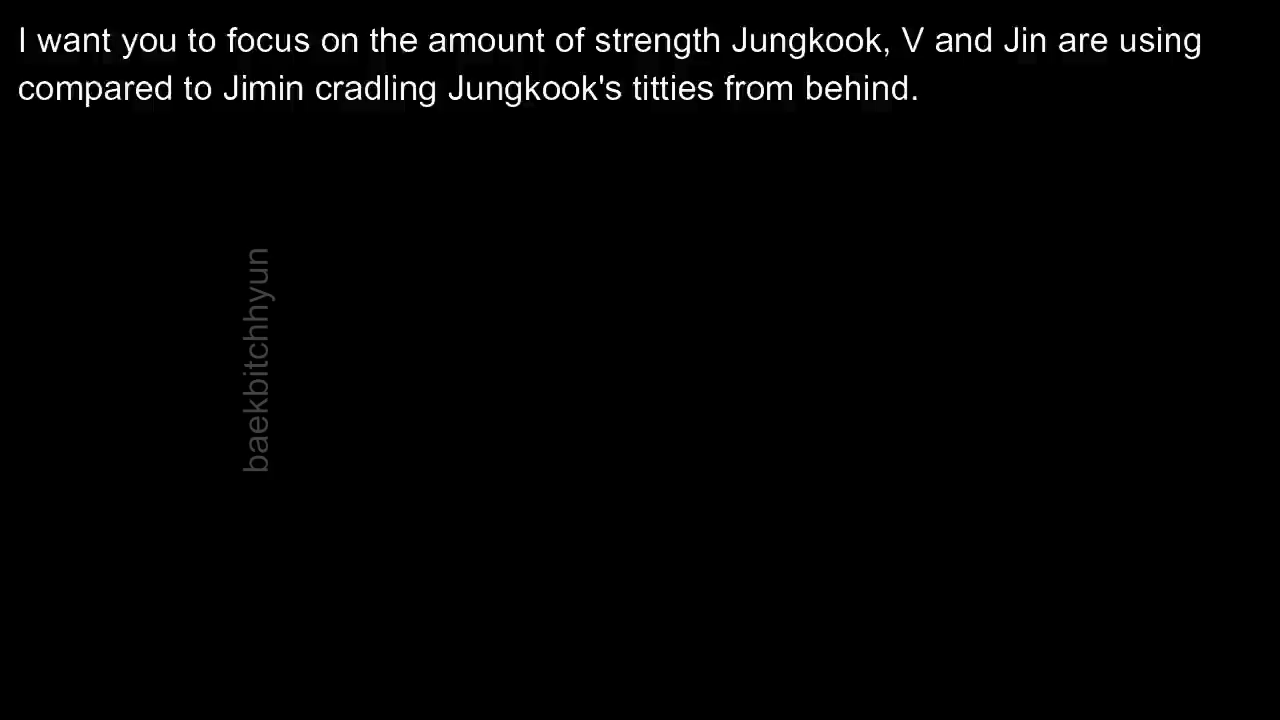 I want you to focus on the amount of strength Jungkook, V and Jin are using
compared to Jimin cradling Jungkook's titties from behind.
baekbitchhyun